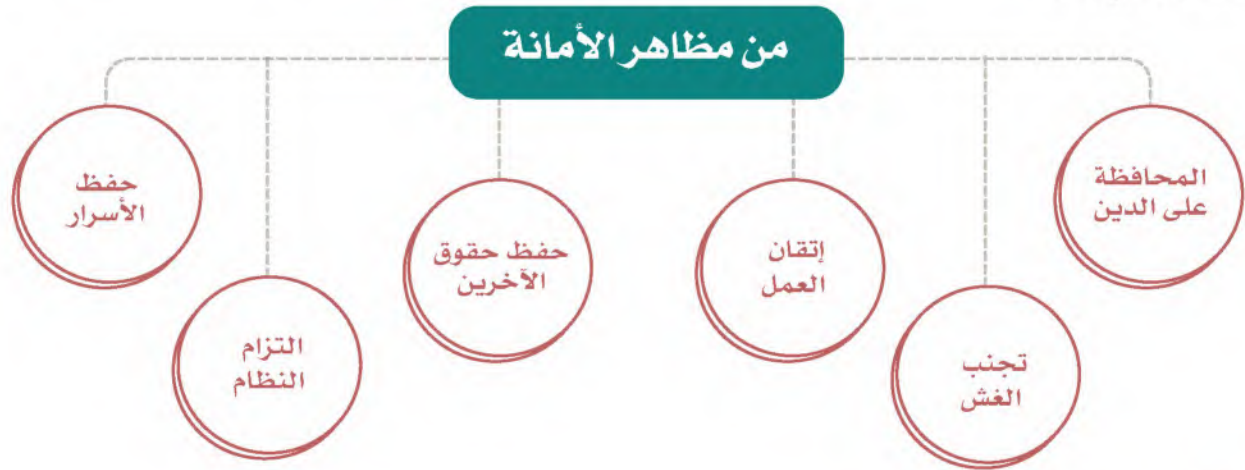 من مظاهر الأمانة
المحافظة
على الدين
تجنب
الغش
إتقان
العمل
حفظ حقوق
الآخرين
التزام
النظام
حفظ
الأسرار